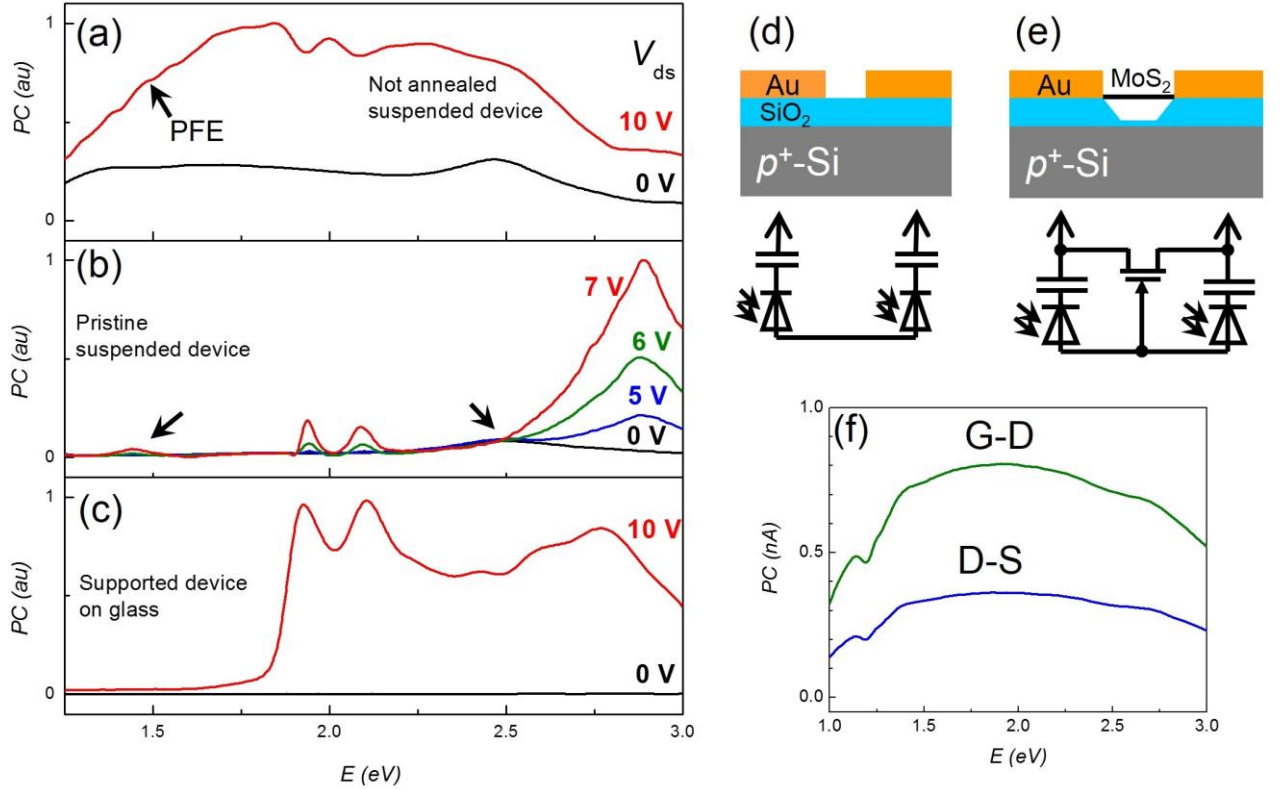 (a)
PC (au)
1
0
V_ds
Not annealed
suspended device
PFE
10 V
0 V
(b)
PC (au)
1
0
Pristine
suspended device
7 V
6 V
5 V
0 V
(c)
PC (au)
1
0
Supported device
on glass
10 V
0 V
1.5 2.0 2.5 3.0
E (eV)
(d)
Au
SiO₂
p⁺-Si
(e)
Au MoS₂
p⁺-Si
(f)
G-D
D-S
PC (nA)
1.0
0.5
0.0
1.0 1.5 2.0 2.5 3.0
E (eV)